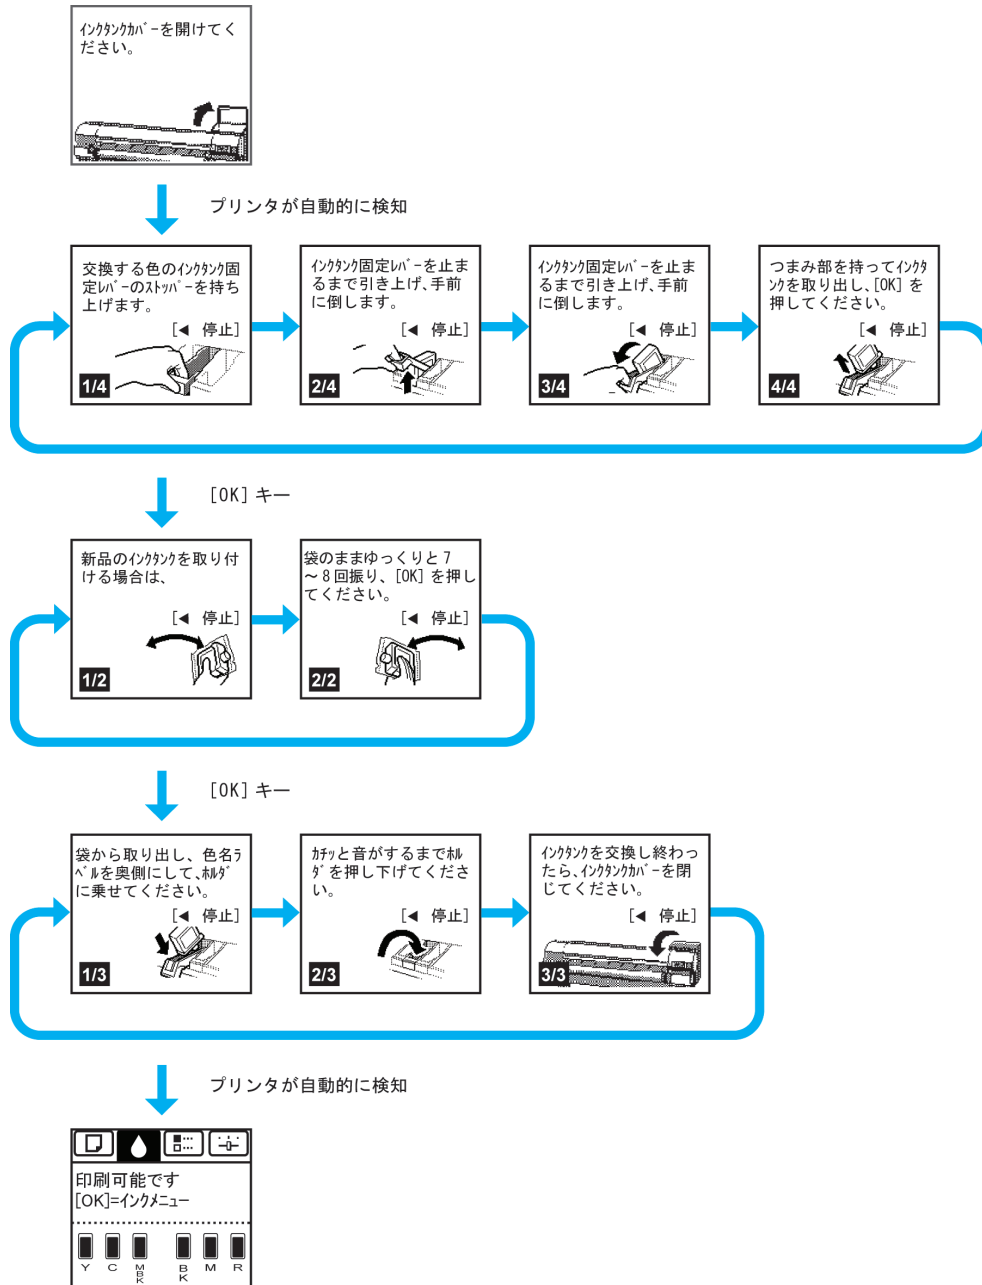 ｲﾝｸﾀﾝｸｶﾊﾞｰを開けてく
ださい。
プリンタが自動的に検知
交換する色のｲﾝｸﾀﾝｸ固
定ﾚﾊﾞｰのｽﾄｯﾊﾟｰを持ち
上げます。
[◀ 停止]
1/4
ｲﾝｸﾀﾝｸ固定ﾚﾊﾞｰを止ま
るまで引き上げ､手前
に倒します。
[◀ 停止]
2/4
ｲﾝｸﾀﾝｸ固定ﾚﾊﾞｰを止ま
るまで引き上げ､手前
に倒します。
[◀ 停止]
3/4
つまみ部を持ってｲﾝｸﾀ
ﾝｸを取り出し､[OK] を
押してください。
[◀ 停止]
4/4
[OK] キー
新品のｲﾝｸﾀﾝｸを取り付
ける場合は、
[◀ 停止]
1/2
袋のままゆっくりと 7
～ 8 回振り、[OK] を押し
てください。
[◀ 停止]
2/2
[OK] キー
袋から取り出し、色名ﾗ
ﾍﾞﾙを奥側にして､ﾎﾙﾀﾞ
に乗せてください。
[◀ 停止]
1/3
ｶﾁｯと音がするまでﾎﾙ
ﾀﾞを押し下げてくださ
い。
[◀ 停止]
2/3
ｲﾝｸﾀﾝｸを交換し終わっ
たら､ｲﾝｸﾀﾝｸｶﾊﾞｰを閉
じてください。
[◀ 停止]
3/3
プリンタが自動的に検知
印刷可能です
[OK]=ｲﾝｸﾒﾆｭｰ
Y C MBK BK M R